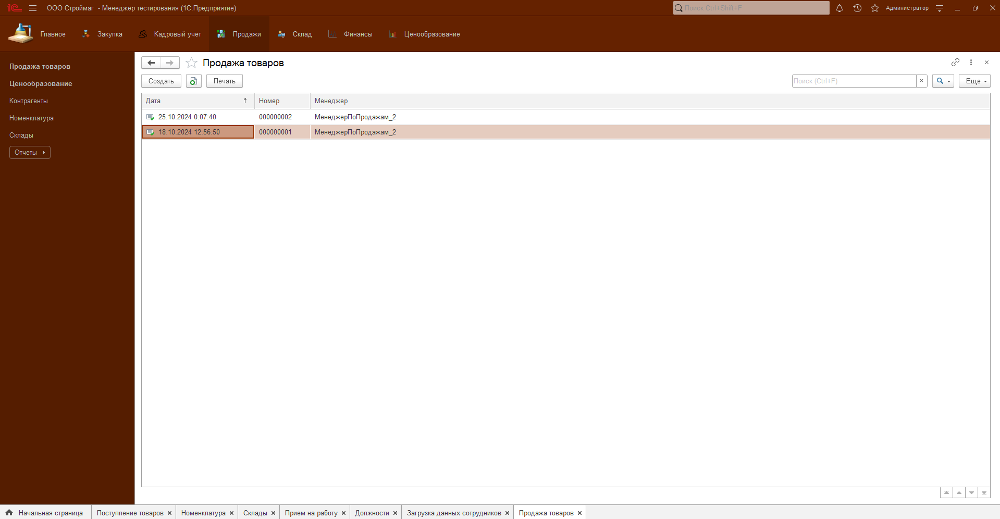 1С ООО Строймаг - Менеджер тестирования (1С:Предприятие) Поиск Ctrl+Shift+F Администратор
Главное Закупка Кадровый учет Продажи Склад Финансы Ценообразование
Продажа товаров
Ценообразование
Контрагенты
Номенклатура
Склады
Отчеты
Продажа товаров
Создать Печать Поиск (Ctrl+F) × Еще
Дата ↑ Номер Менеджер
25.10.2024 0:07:40 000000002 МенеджерПоПродажам_2
18.10.2024 12:56:50 000000001 МенеджерПоПродажам_2
Начальная страница Поступление товаров × Номенклатура × Склады × Прием на работу × Должности × Загрузка данных сотрудников × Продажа товаров ×